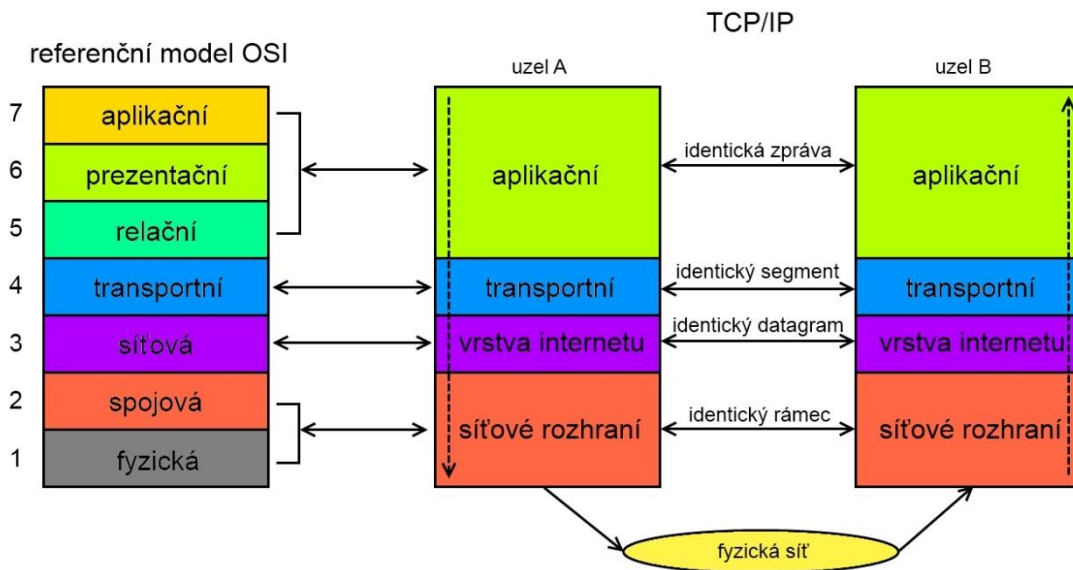 TCP/IP
referenční model OSI
uzel A
uzel B
7
aplikační
6
prezentační
5
relační
4
transportní
3
síťová
2
spojová
1
fyzická
aplikační
transportní
vrstva internetu
síťové rozhraní
identická zpráva
identický segment
identický datagram
identický rámec
aplikační
transportní
vrstva internetu
síťové rozhraní
fyzická síť